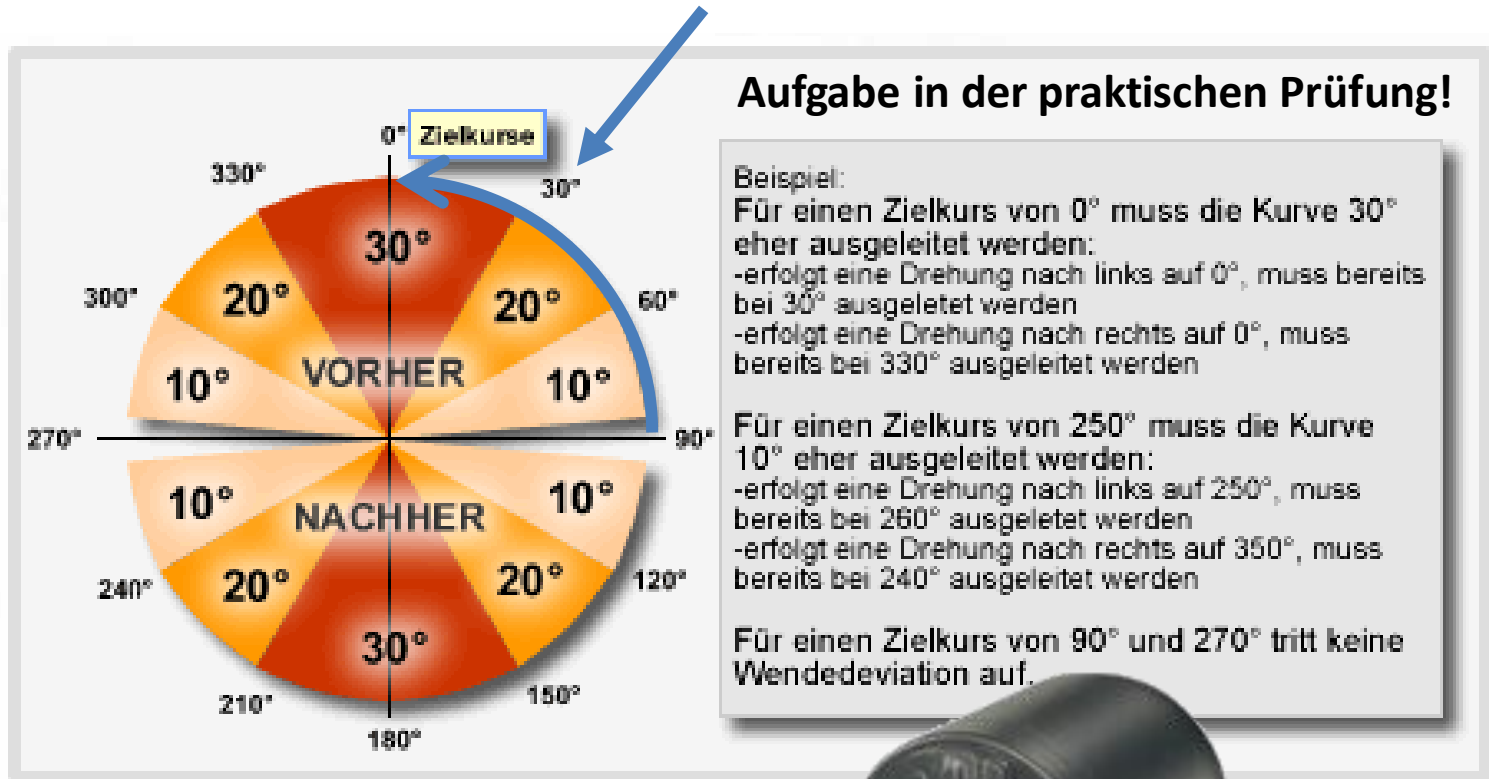 Aufgabe in der praktischen Prüfung!
0° Zielkurse
330°
30°
30°
300°
20°
20°
60°
10°
VORHER
10°
270°
90°
10°
NACHHER
10°
240°
20°
20°
120°
30°
210°
150°
180°
Beispiel:
Für einen Zielkurs von 0° muss die Kurve 30°
eher ausgeleitet werden:
-erfolgt eine Drehung nach links auf 0°, muss bereits
bei 30° ausgeletet werden
-erfolgt eine Drehung nach rechts auf 0°, muss
bereits bei 330° ausgeleitet werden
Für einen Zielkurs von 250° muss die Kurve
10° eher ausgeleitet werden:
-erfolgt eine Drehung nach links auf 250°, muss
bereits bei 260° ausgeletet werden
-erfolgt eine Drehung nach rechts auf 350°, muss
bereits bei 240° ausgeleitet werden
Für einen Zielkurs von 90° und 270° tritt keine
Wendedeviation auf.